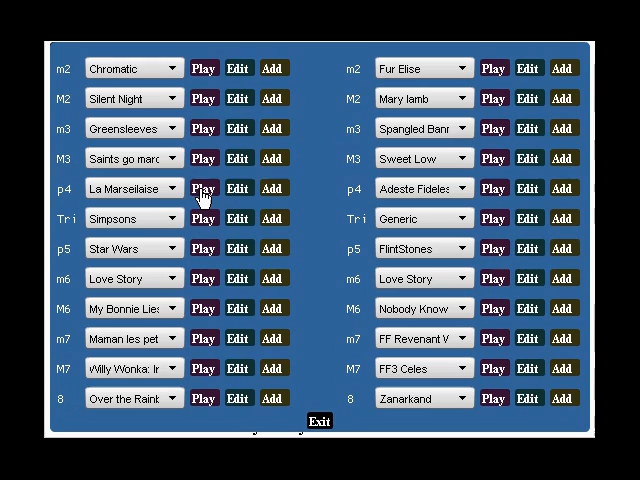 m2 Chromatic Play Edit Add m2 Fur Elise Play Edit Add
M2 Silent Night Play Edit Add M2 Mary lamb Play Edit Add
m3 Greensleeves Play Edit Add m3 Spangled Bann Play Edit Add
M3 Saints go marc Play Edit Add M3 Sweet Low Play Edit Add
p4 La Marseilaise Play Edit Add p4 Adeste Fideles Play Edit Add
Tri Simpsons Play Edit Add Tri Generic Play Edit Add
p5 Star Wars Play Edit Add p5 FlintStones Play Edit Add
m6 Love Story Play Edit Add m6 Love Story Play Edit Add
M6 My Bonnie Lies Play Edit Add M6 Nobody Know Play Edit Add
m7 Maman les pet Play Edit Add m7 FF Revenant Play Edit Add
M7 Willy Wonka: Play Edit Add M7 FF3 Celes Play Edit Add
8 Over the Rainb Play Edit Add 8 Zanarkand Play Edit Add
Exit